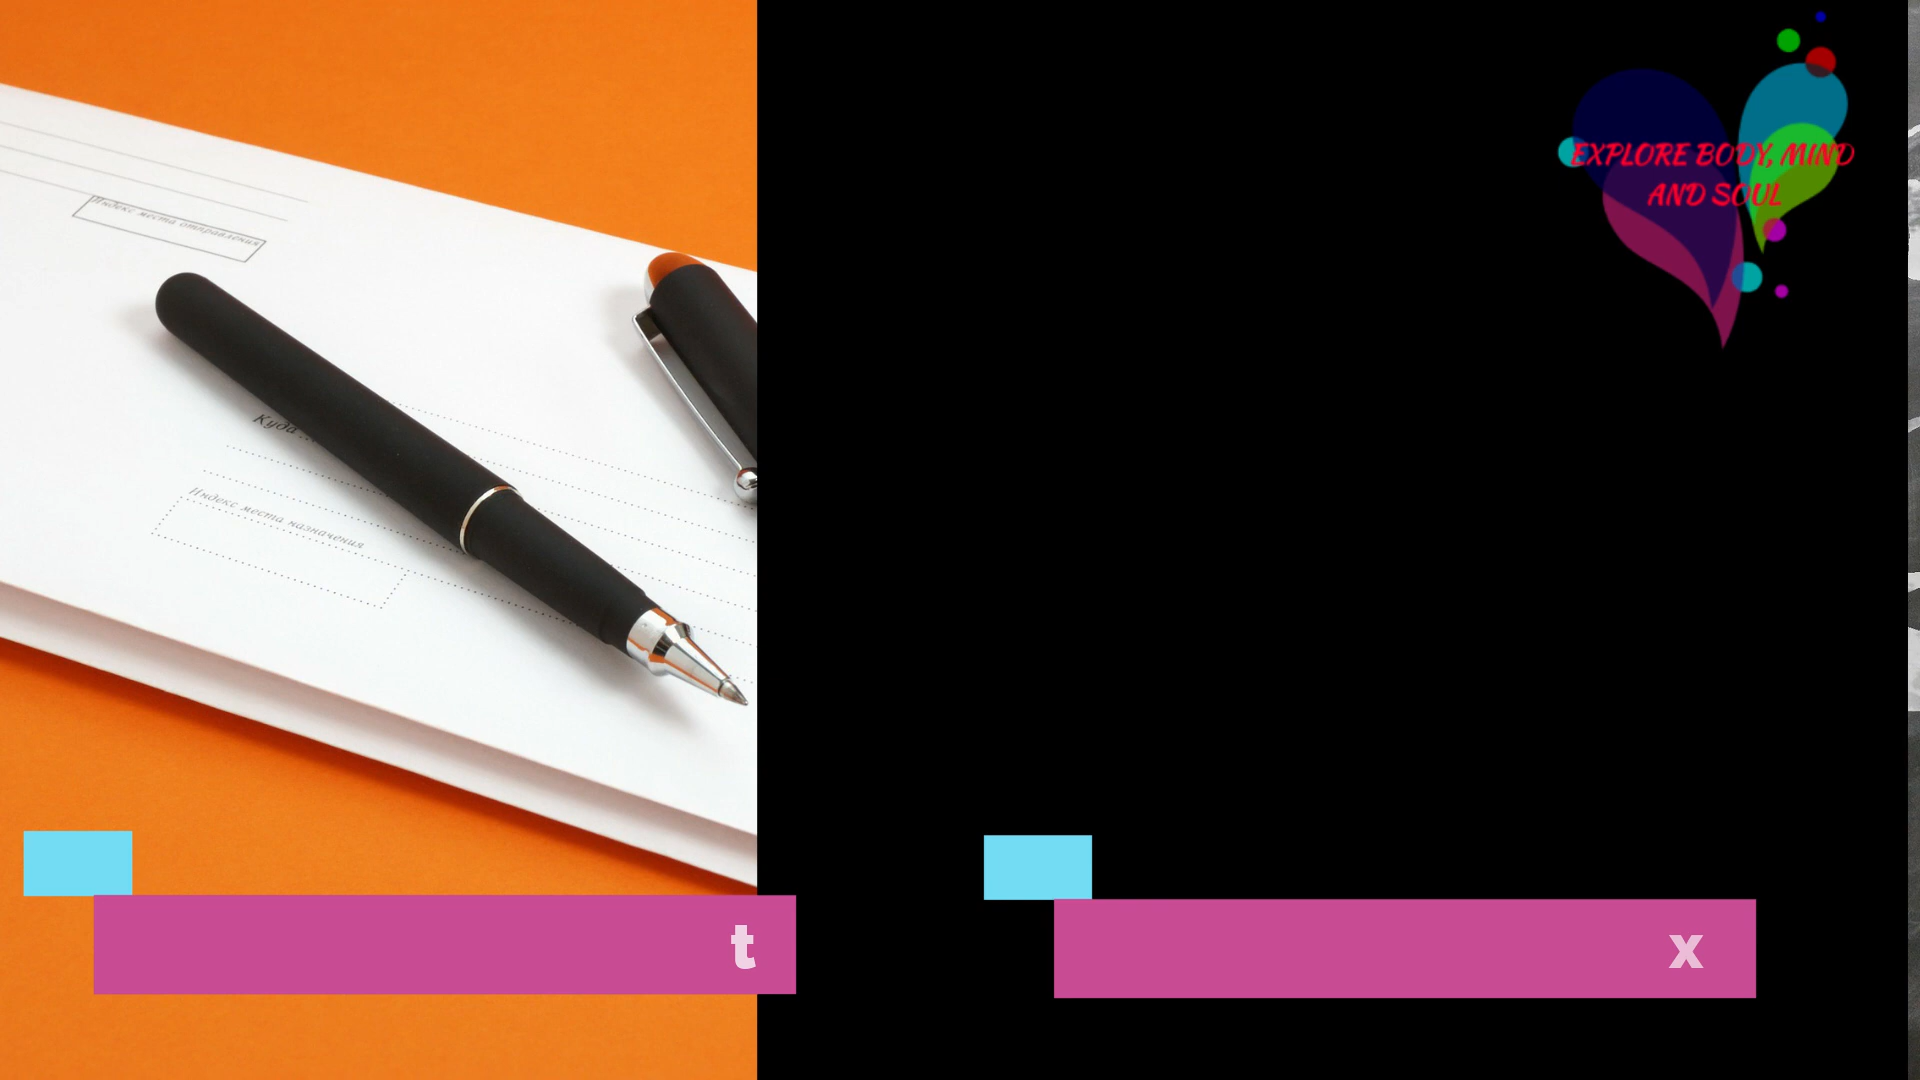 Индекс места отправления
Куда
Индекс места назначения
EXPLORE BODY, MIND
AND SOUL
t
x